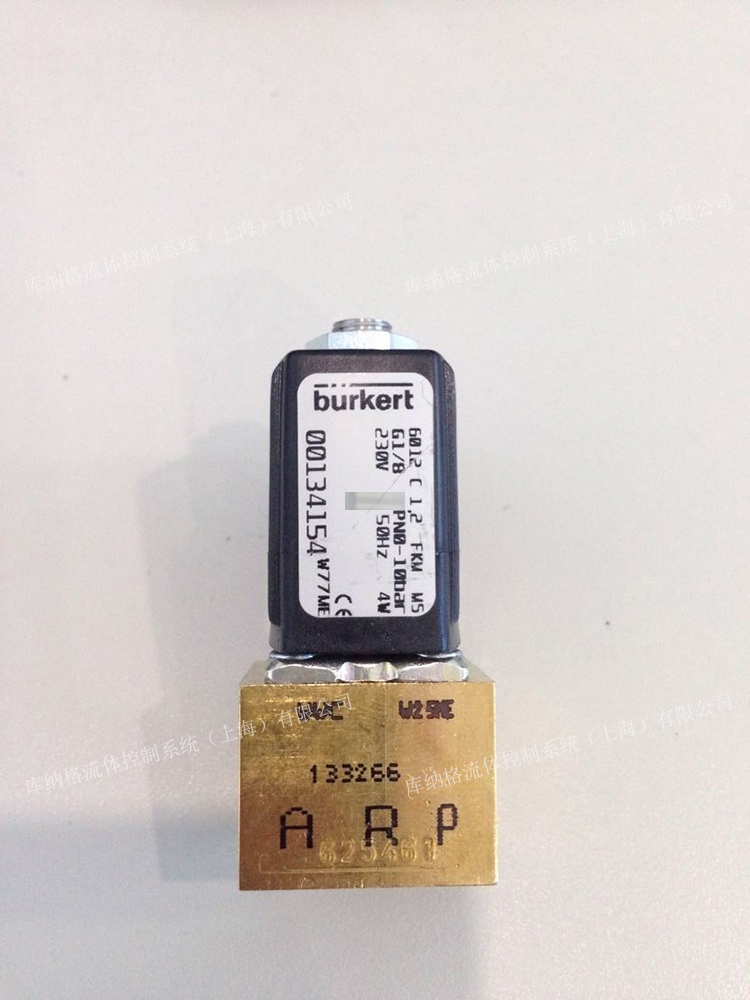 库纳格流体控制系统（上海）有限公司
库纳格流体控制系统（上海）有限公司
burkert
6012 C 1,2 FKM MS
G1/8 PN0-10bar
230V 50Hz 4W
00134154 W77ME
CE
W25ME
133266
A R P
625461
库纳格流体控制系统（上海）有限公司
库纳格流体控制系统（上海）有限公司